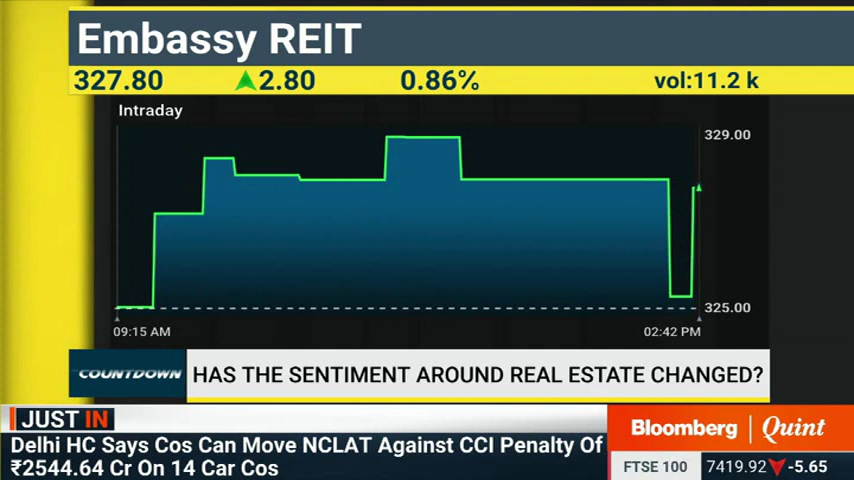 Embassy REIT
327.80 2.80 0.86% vol:11.2 k
Intraday
329.00
325.00
09:15 AM 02:42 PM
COUNTDOWN HAS THE SENTIMENT AROUND REAL ESTATE CHANGED?
JUST IN
Delhi HC Says Cos Can Move NCLAT Against CCI Penalty Of
₹2544.64 Cr On 14 Car Cos
Bloomberg | Quint
FTSE 100 7419.92 -5.65